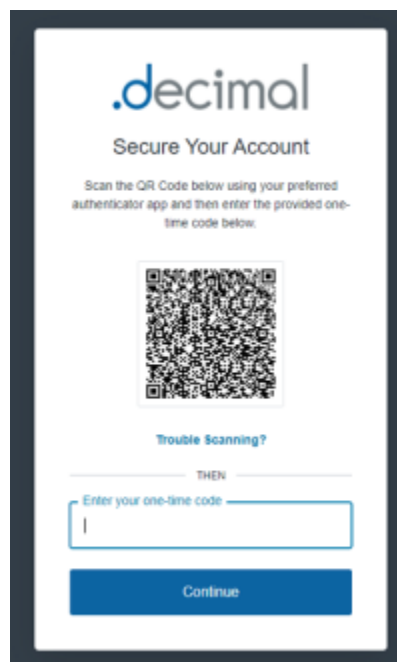 .decimal
Secure Your Account
Scan the QR Code below using your preferred
authenticator app and then enter the provided one-
time code below.
Trouble Scanning?
THEN
Enter your one-time code
Continue